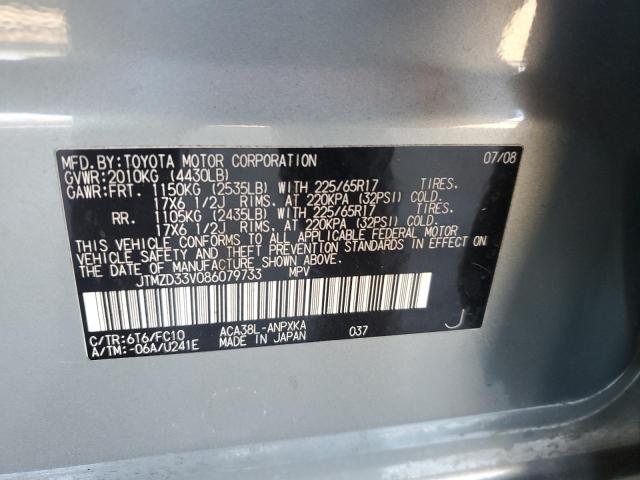 MFD.BY:TOYOTA MOTOR CORPORATION 07/08
GVWR:2010KG (4430LB)
GAWR:FRT. 1150KG (2535LB) WITH 225/65R17 TIRES.
17X6 1/2J RIMS. AT 220KPA (32PSI) COLD.
RR. 1105KG (2435LB) WITH 225/65R17 TIRES.
17X6 1/2J RIMS. AT 220KPA (32PSI) COLD.
THIS VEHICLE CONFORMS TO ALL APPLICABLE FEDERAL MOTOR
VEHICLE SAFETY AND THEFT PREVENTION STANDARDS IN EFFECT ON
THE DATE OF MANUFACTURE SHOWN ABOVE.
JTMZD33V086079733 MPV
C/TR:6T6/FC10 ACA38L-ANPXKA 037 J
A/TM:-06A/U241E MADE IN JAPAN